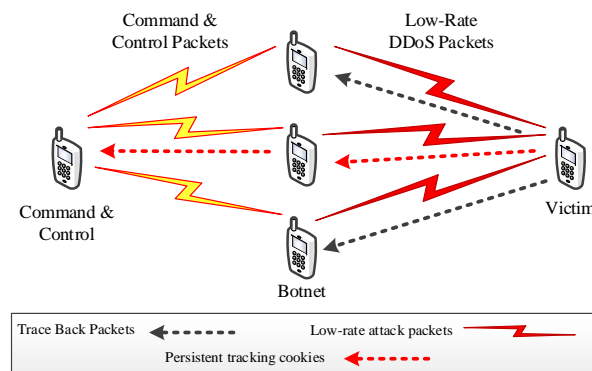 Command &
Control Packets
Low-Rate
DDoS Packets
Command &
Control
Victim
Botnet
Trace Back Packets
Low-rate attack packets
Persistent tracking cookies